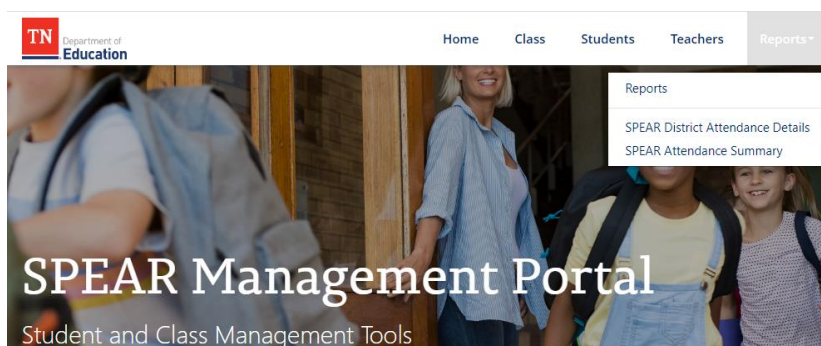 TN
Department of
Education
Home Class Students Teachers Reports
Reports
SPEAR District Attendance Details
SPEAR Attendance Summary
SPEAR Management Portal
Student and Class Management Tools